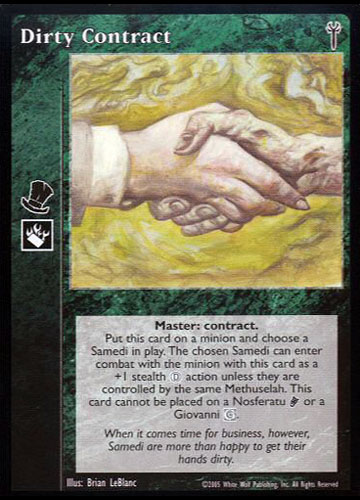 Dirty Contract
Master: contract.
Put this card on a minion and choose a
Samedi in play. The chosen Samedi can enter
combat with the minion with this card as a
+1 stealth D action unless they are
controlled by the same Methuselah. This
card cannot be placed on a Nosferatu or a
Giovanni G.
When it comes time for business, however,
Samedi are more than happy to get their
hands dirty.
Illus: Brian LeBlanc ©2005 White Wolf Publishing, Inc. All Rights Reserved